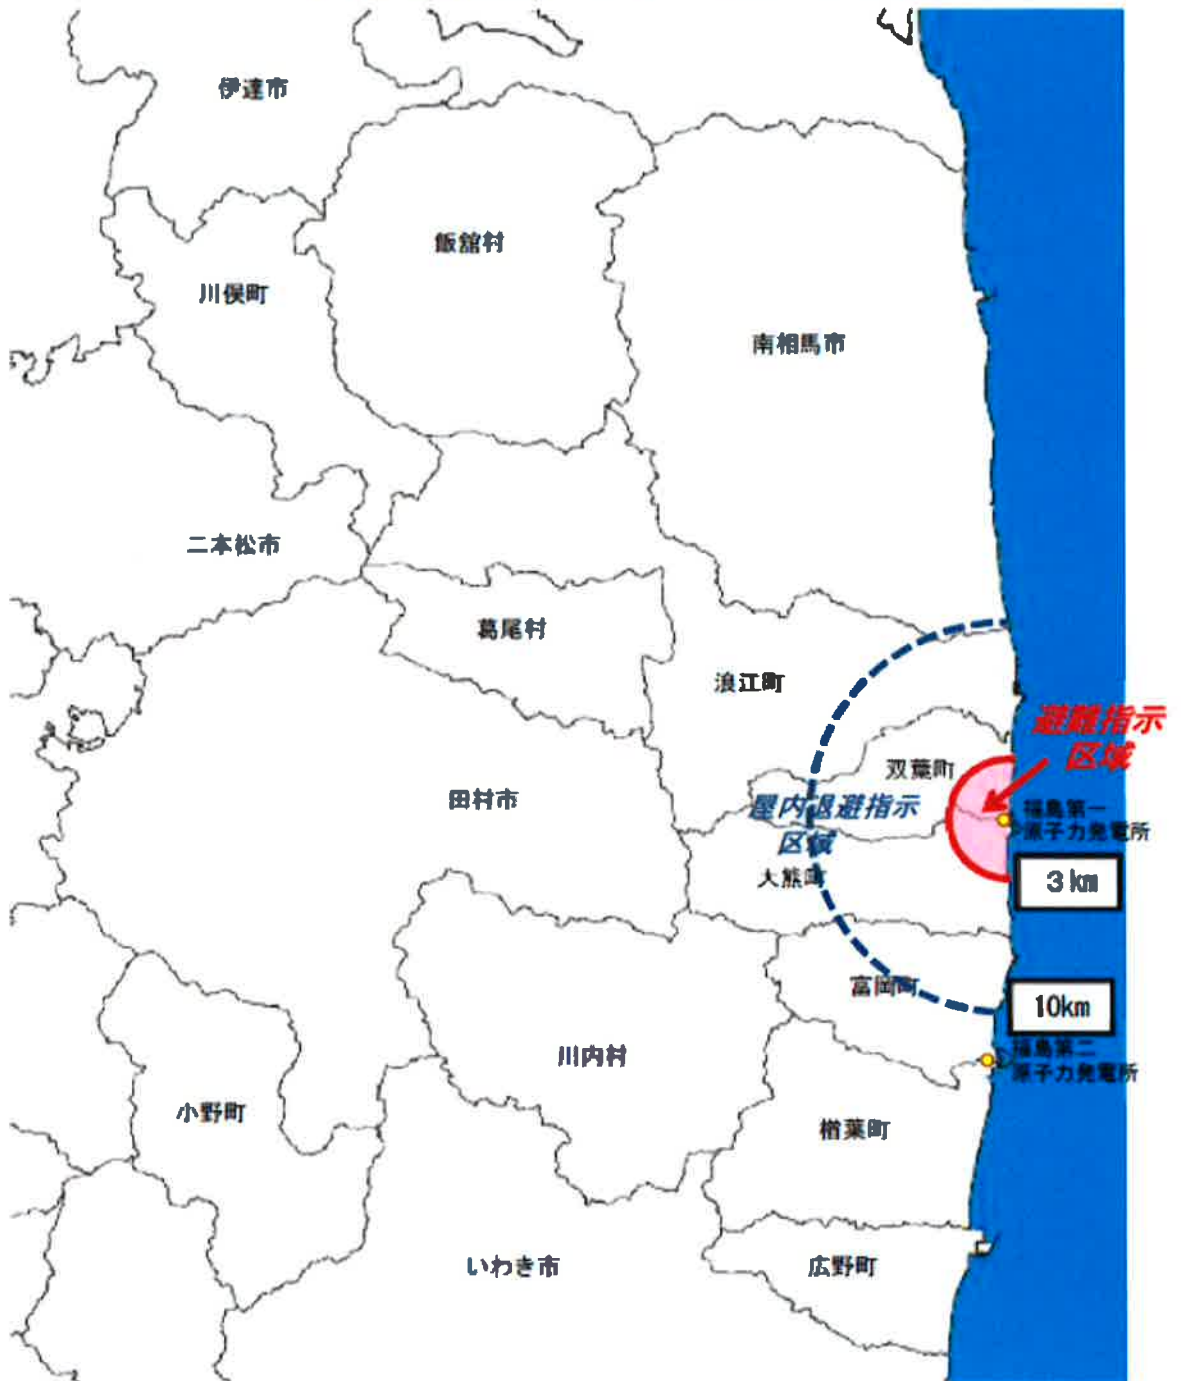 伊達市
飯舘村
川俣町
南相馬市
二本松市
葛尾村
浪江町
避難指示
区域
双葉町
田村市
屋内退避指示
区域
福島第一
原子力発電所
大熊町
3km
富岡町
10km
川内村
福島第二
原子力発電所
小野町
楢葉町
いわき市
広野町